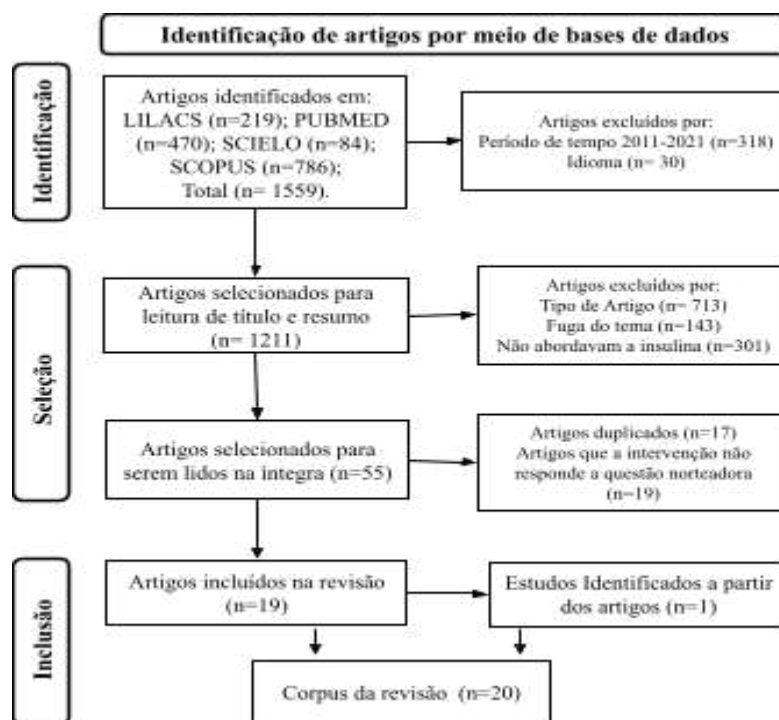 Identificação de artigos por meio de bases de dados
Identificação
Artigos identificados em:
LILACS (n=219); PUBMED
(n=470); SCIELO (n=84);
SCOPUS (n=786);
Total (n= 1559).
Artigos excluídos por:
Período de tempo 2011-2021 (n=318)
Idioma (n= 30)
Seleção
Artigos selecionados para
leitura de título e resumo
(n= 1211)
Artigos excluídos por:
Tipo de Artigo (n= 713)
Fuga do tema (n=143)
Não abordavam a insulina (n=301)
Artigos selecionados para
serem lidos na íntegra (n=55)
Artigos duplicados (n=17)
Artigos que a intervenção não
responde a questão norteadora
(n=19)
Inclusão
Artigos incluídos na revisão
(n=19)
Estudos Identificados a partir
dos artigos (n=1)
Corpus da revisão (n=20)